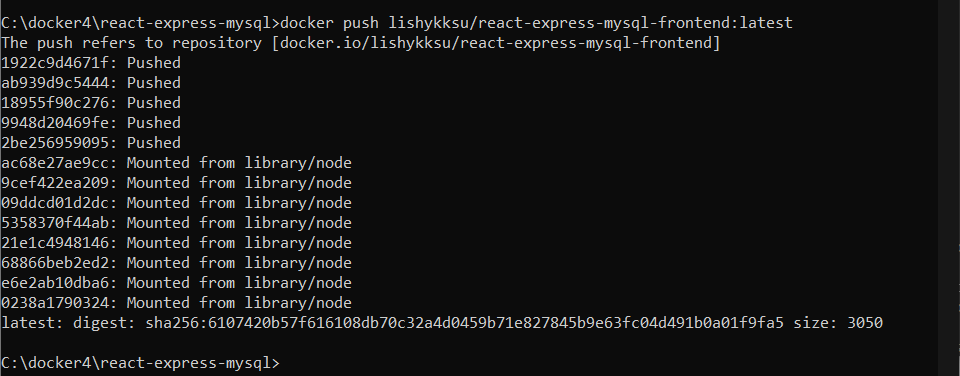 C:\docker4\react-express-mysql>docker push lishykksu/react-express-mysql-frontend:latest
The push refers to repository [docker.io/lishykksu/react-express-mysql-frontend]
1922c9d4671f: Pushed
ab939d9c5444: Pushed
18955f90c276: Pushed
9948d20469fe: Pushed
2be256959095: Pushed
ac68e27ae9cc: Mounted from library/node
9cef422ea209: Mounted from library/node
09ddcd01d2dc: Mounted from library/node
5358370f44ab: Mounted from library/node
21e1c4948146: Mounted from library/node
68866beb2ed2: Mounted from library/node
e6e2ab10dba6: Mounted from library/node
0238a1790324: Mounted from library/node
latest: digest: sha256:6107420b57f616108db70c32a4d0459b71e827845b9e63fc04d491b0a01f9fa5 size: 3050
C:\docker4\react-express-mysql>